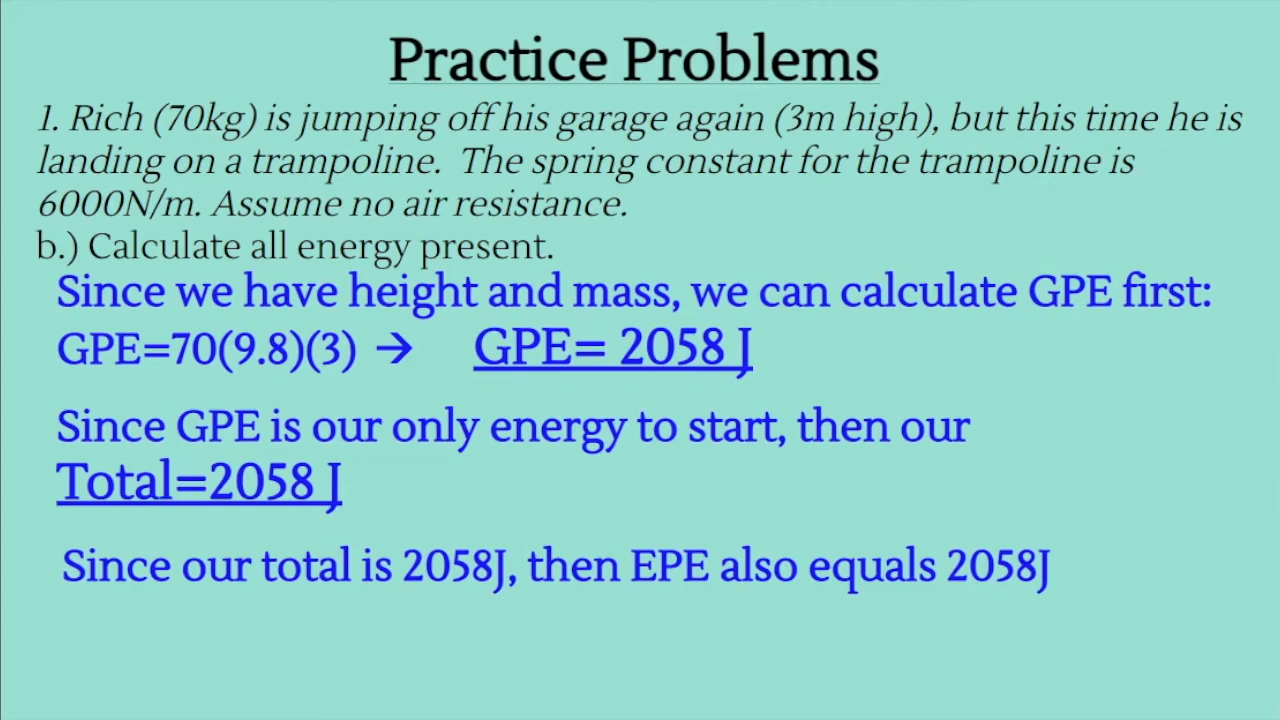 Practice Problems
1. Rich (70kg) is jumping off his garage again (3m high), but this time he is
landing on a trampoline.  The spring constant for the trampoline is
6000N/m. Assume no air resistance.
b.) Calculate all energy present.
Since we have height and mass, we can calculate GPE first:
GPE=70(9.8)(3) → GPE= 2058 J
Since GPE is our only energy to start, then our
Total=2058 J
Since our total is 2058J, then EPE also equals 2058J